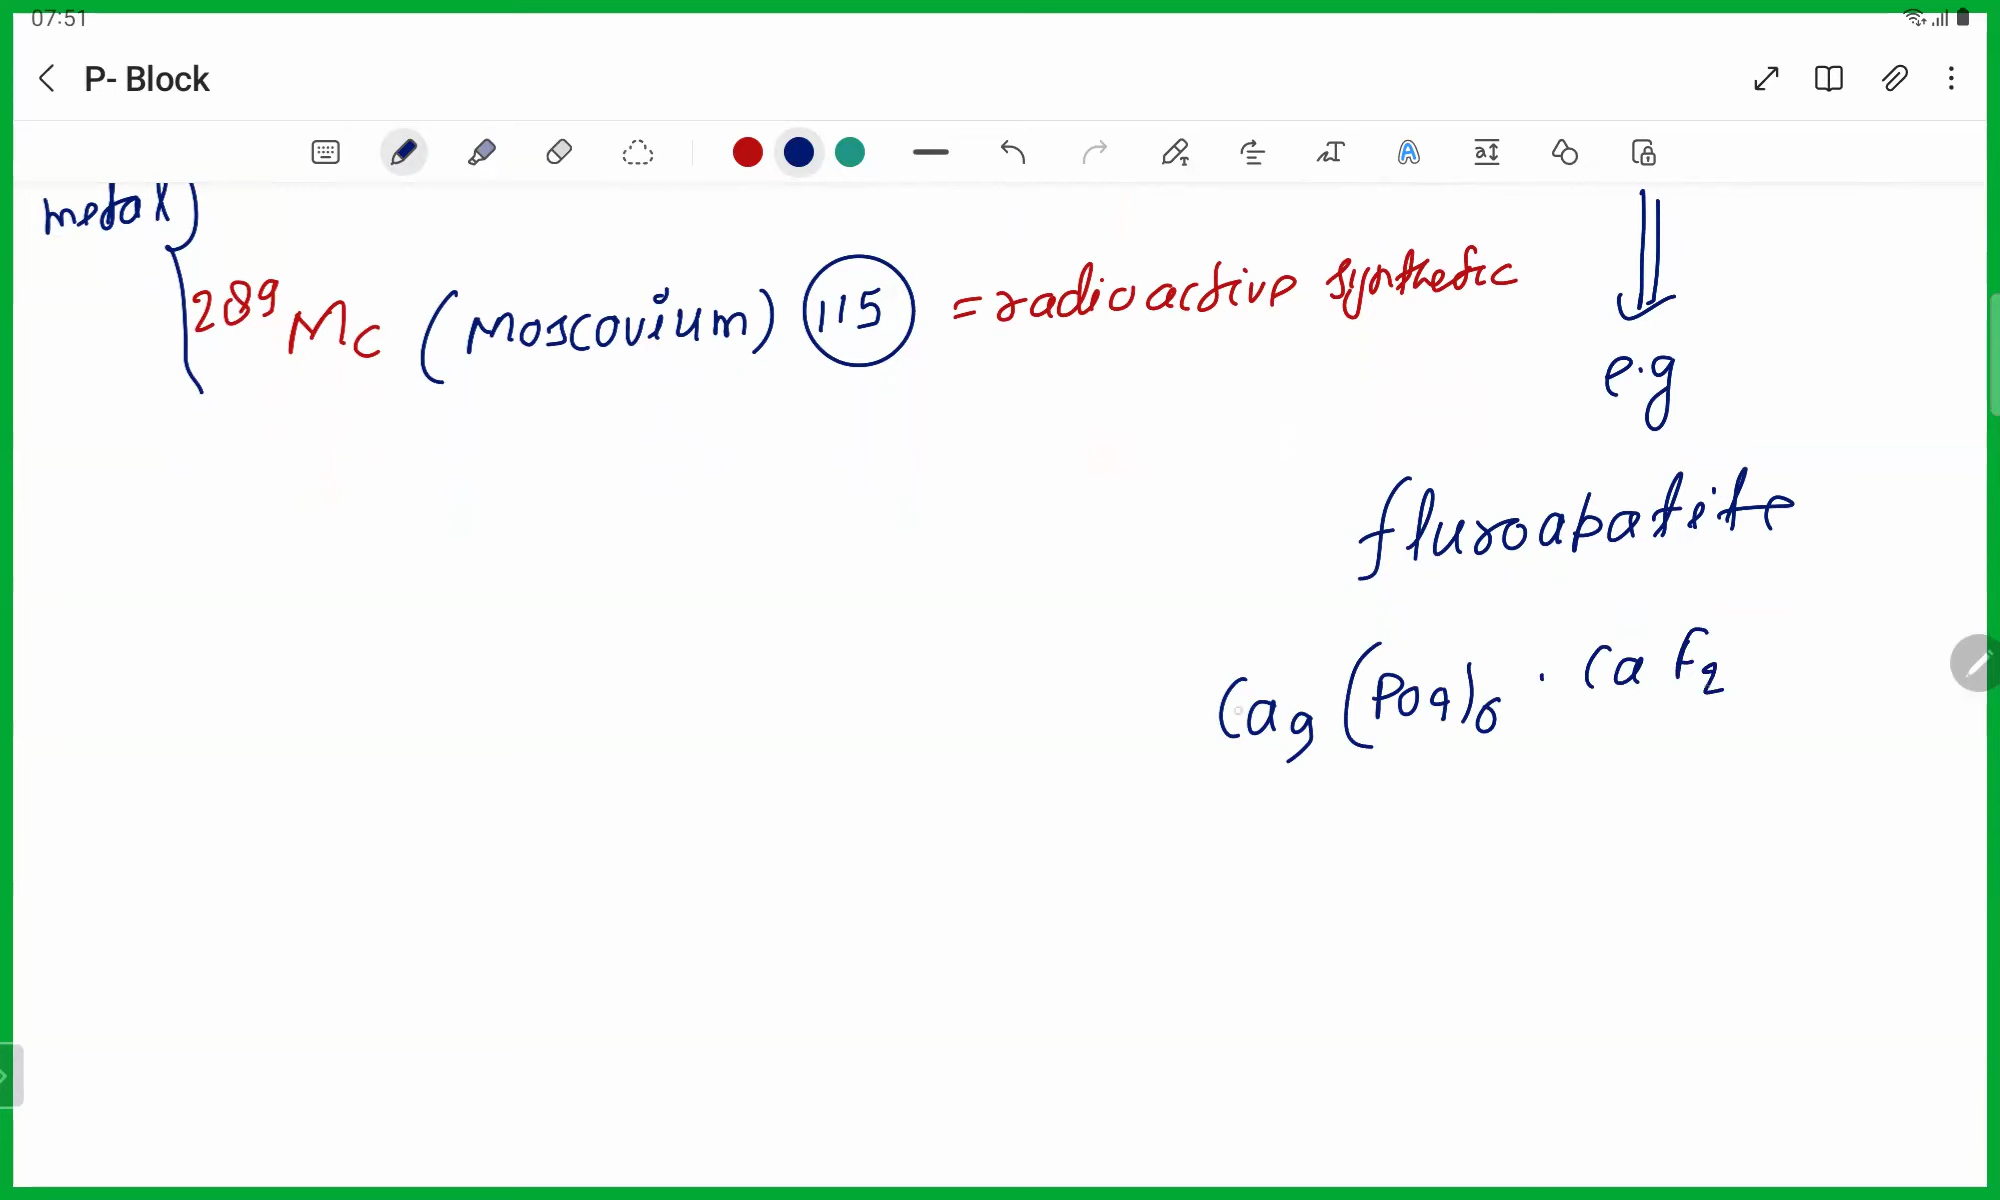 07:51
P- Block
metal)
289 Mc (Moscovium) 115 = radioactive synthetic
e.g
fluroapatite
Ca9 (PO4)6 . CaF2